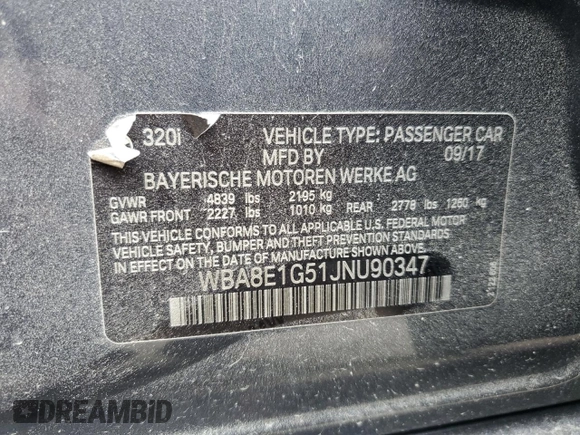 320i VEHICLE TYPE: PASSENGER CAR
MFD BY 09/17
BAYERISCHE MOTOREN WERKE AG
GVWR 4839 lbs 2195 kg
GAWR FRONT 2227 lbs 1010 kg REAR 2778 lbs 1260 kg
THIS VEHICLE CONFORMS TO ALL APPLICABLE U.S. FEDERAL MOTOR
VEHICLE SAFETY, BUMPER AND THEFT PREVENTION STANDARDS
IN EFFECT ON THE DATE OF MANUFACTURE SHOWN ABOVE.
WBA8E1G51JNU90347
DREAMBID